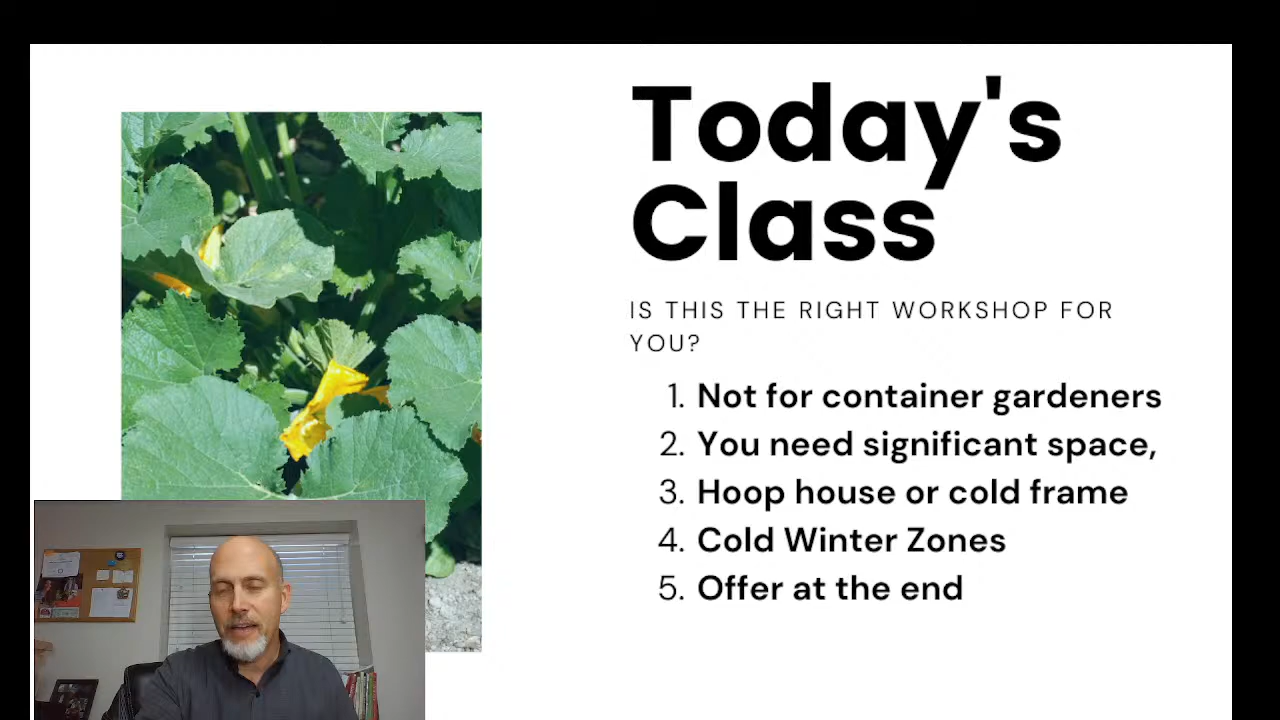 Today's
Class
IS THIS THE RIGHT WORKSHOP FOR
YOU?
1. Not for container gardeners
2. You need significant space,
3. Hoop house or cold frame
4. Cold Winter Zones
5. Offer at the end